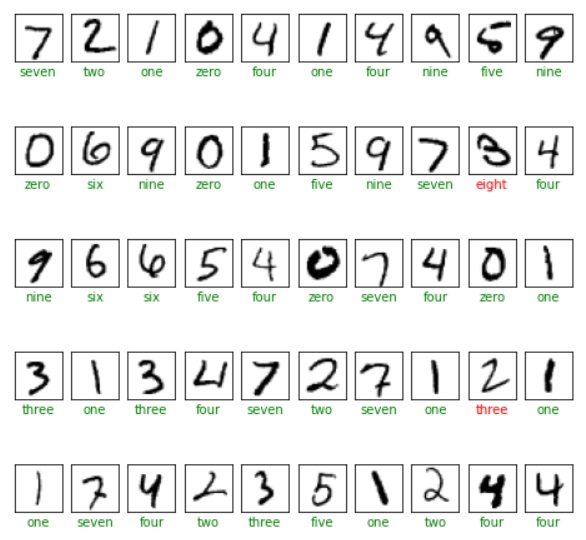 7 2 1 0 4 1 4 9 5 9
seven two one zero four one four nine five nine
0 6 9 0 1 5 9 7 3 4
zero six nine zero one five nine seven eight four
9 6 6 5 4 0 7 4 0 1
nine six six five four zero seven four zero one
3 1 3 4 7 2 7 1 2 1
three one three four seven two seven one three one
1 7 4 2 3 5 1 2 4 4
one seven four two three five one two four four